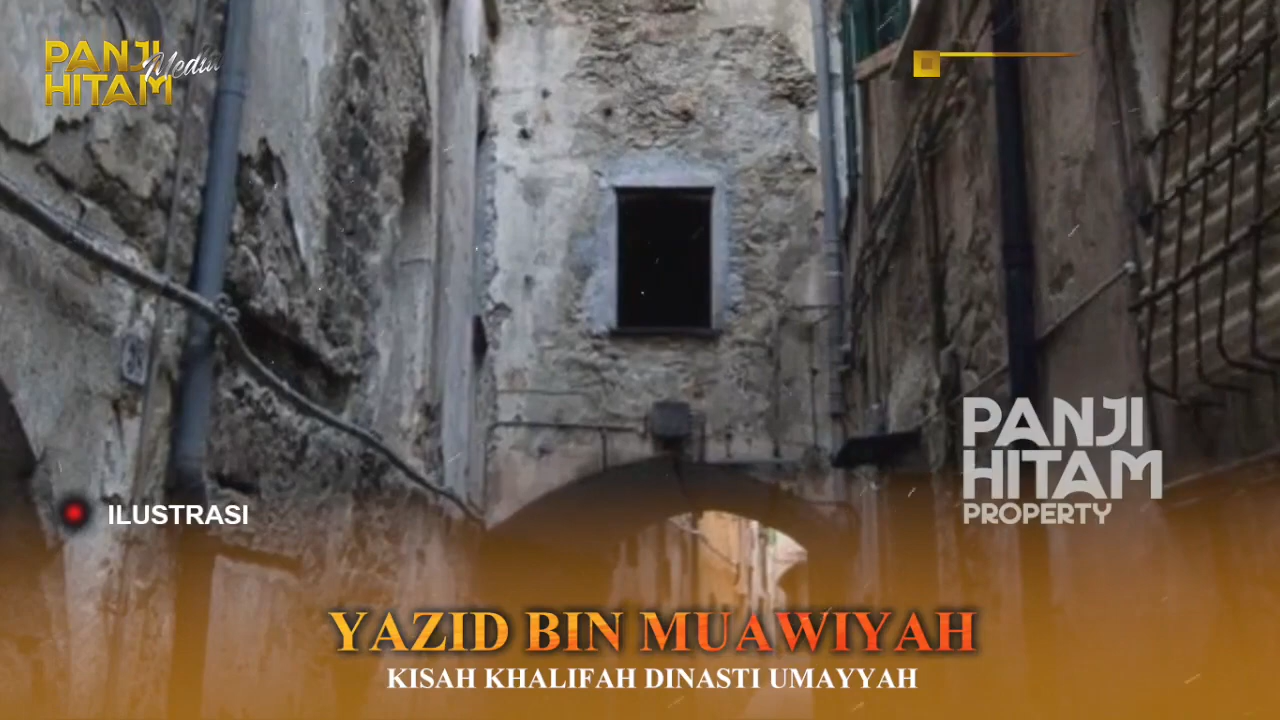 PANJI
HITAM
Media
ILUSTRASI
PANJI
HITAM
PROPERTY
YAZID BIN MUAWIYAH
KISAH KHALIFAH DINASTI UMAYYAH